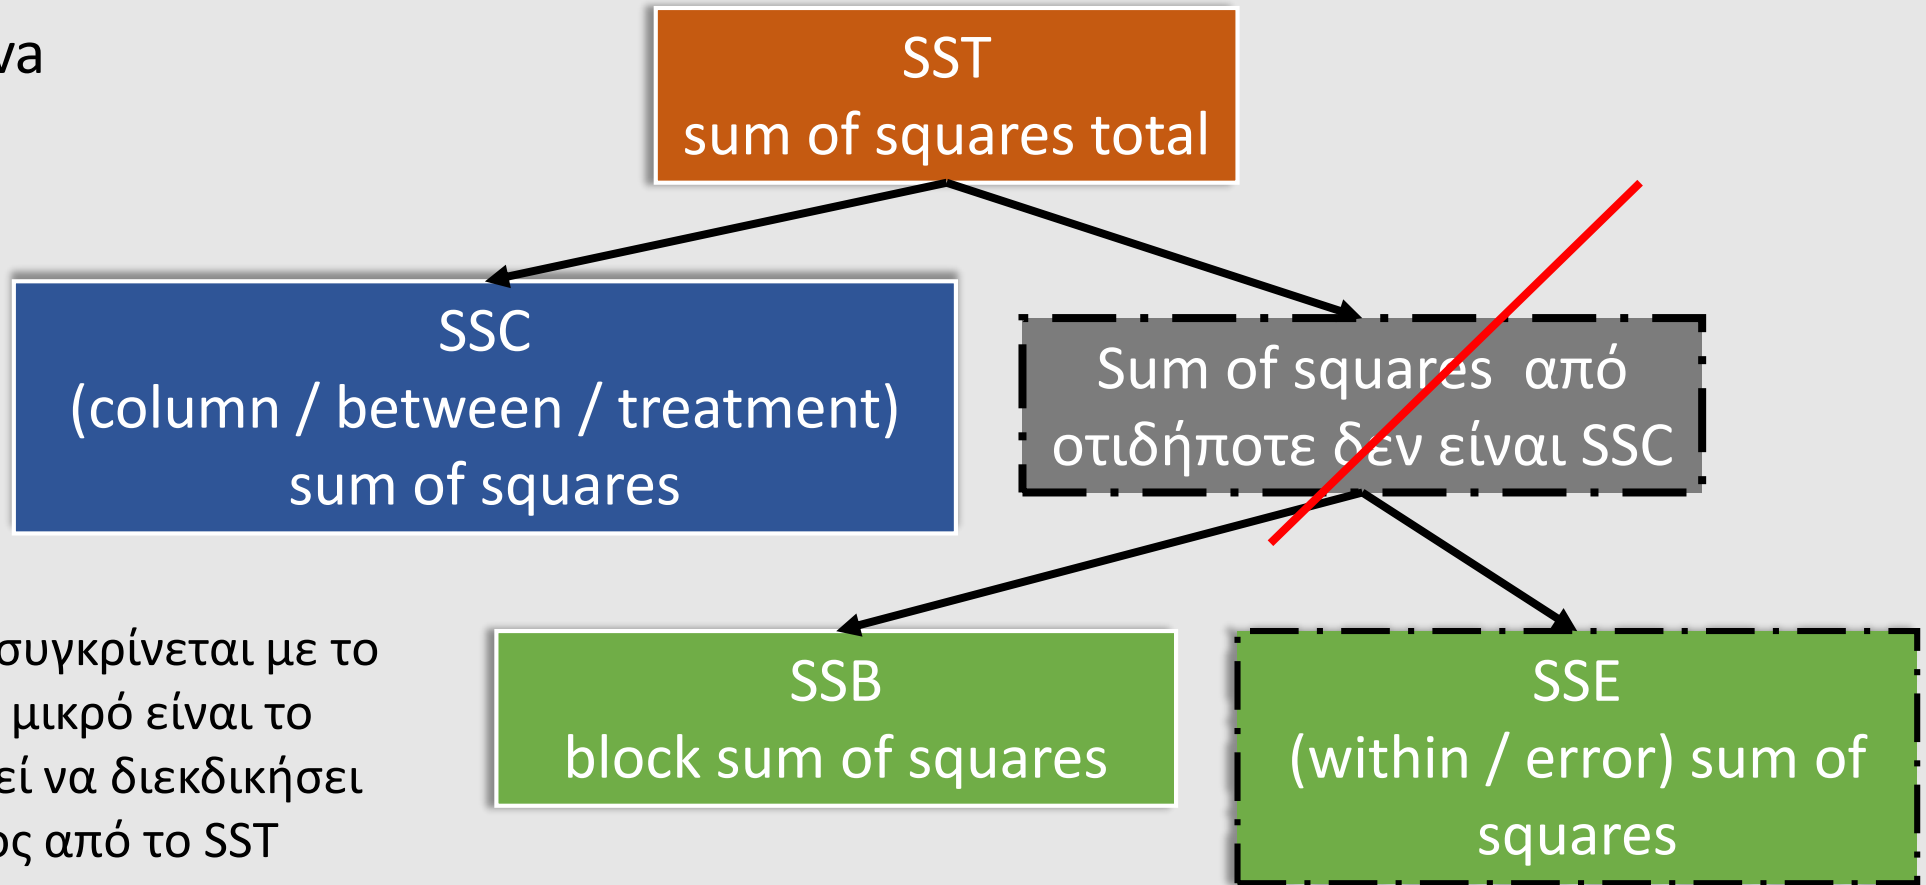 να
SST
sum of squares total
SSC
(column / between / treatment)
sum of squares
Sum of squares από
οτιδήποτε δεν είναι SSC
συγκρίνεται με το
μικρό είναι το
να διεκδικήσει
από το SST
SSB
block sum of squares
SSE
(within / error) sum of
squares